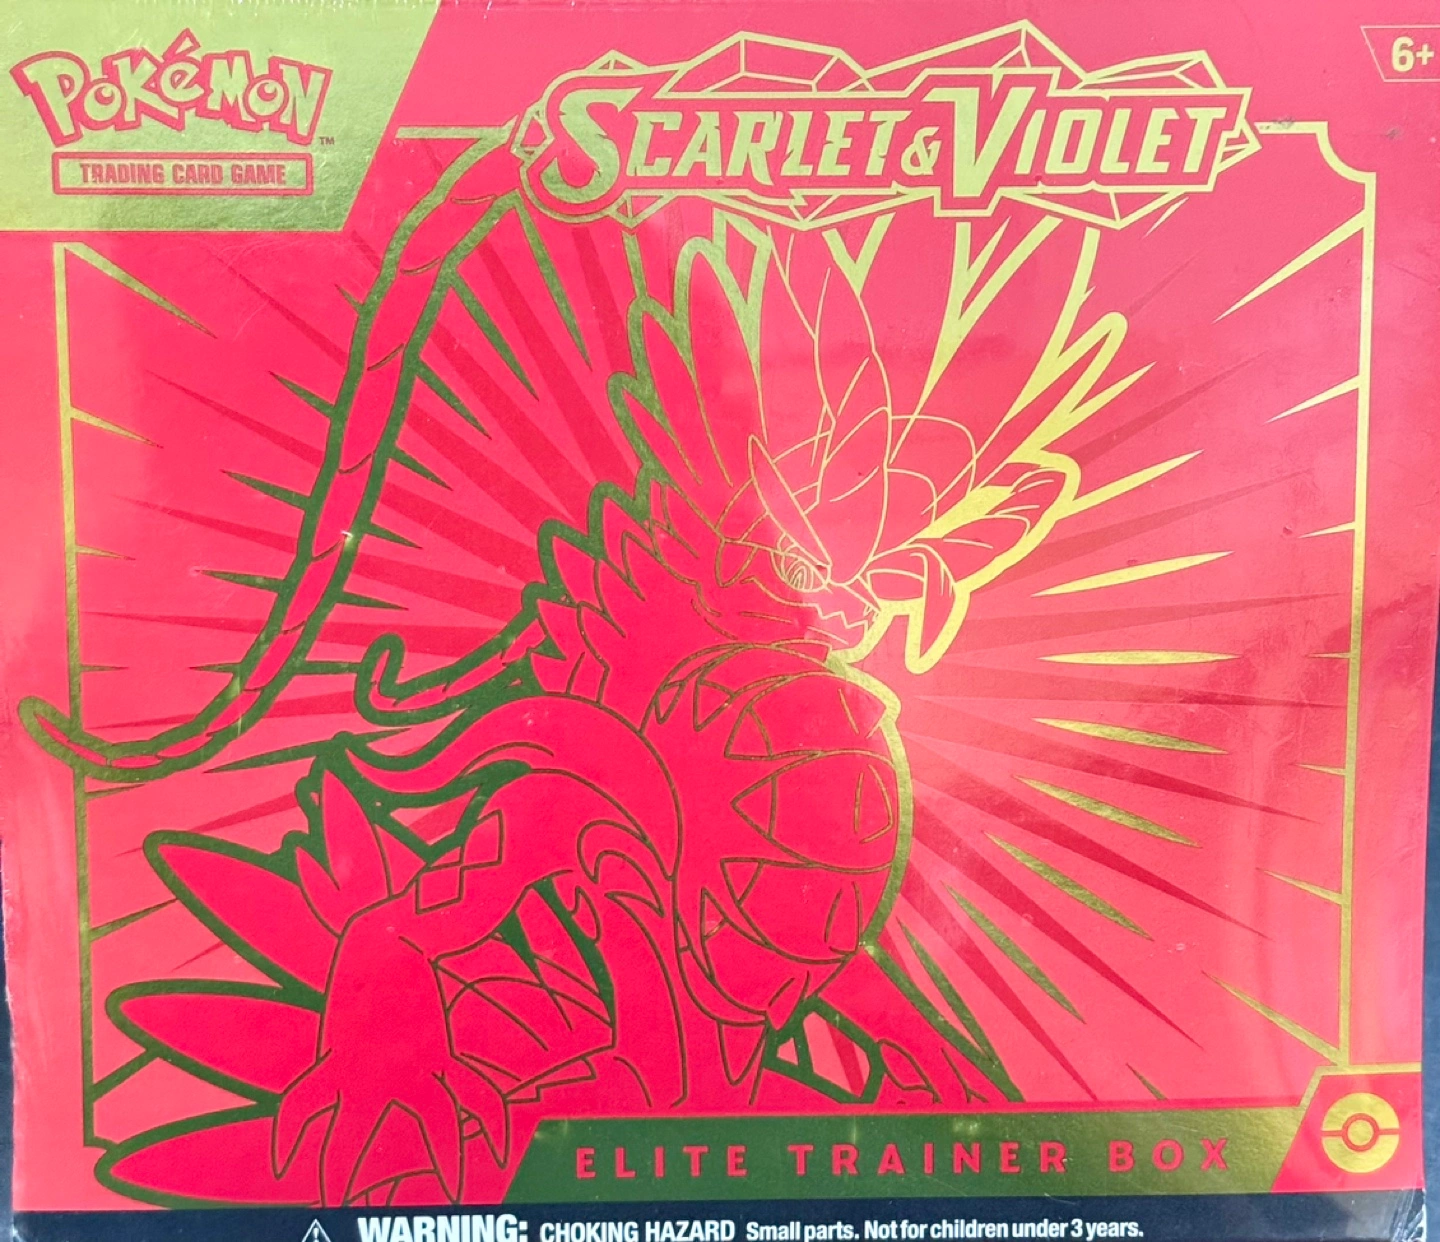 POKéMON™
TRADING CARD GAME
SCARLET & VIOLET
6+
ELITE TRAINER BOX
WARNING: CHOKING HAZARD Small parts. Not for children under 3 years.